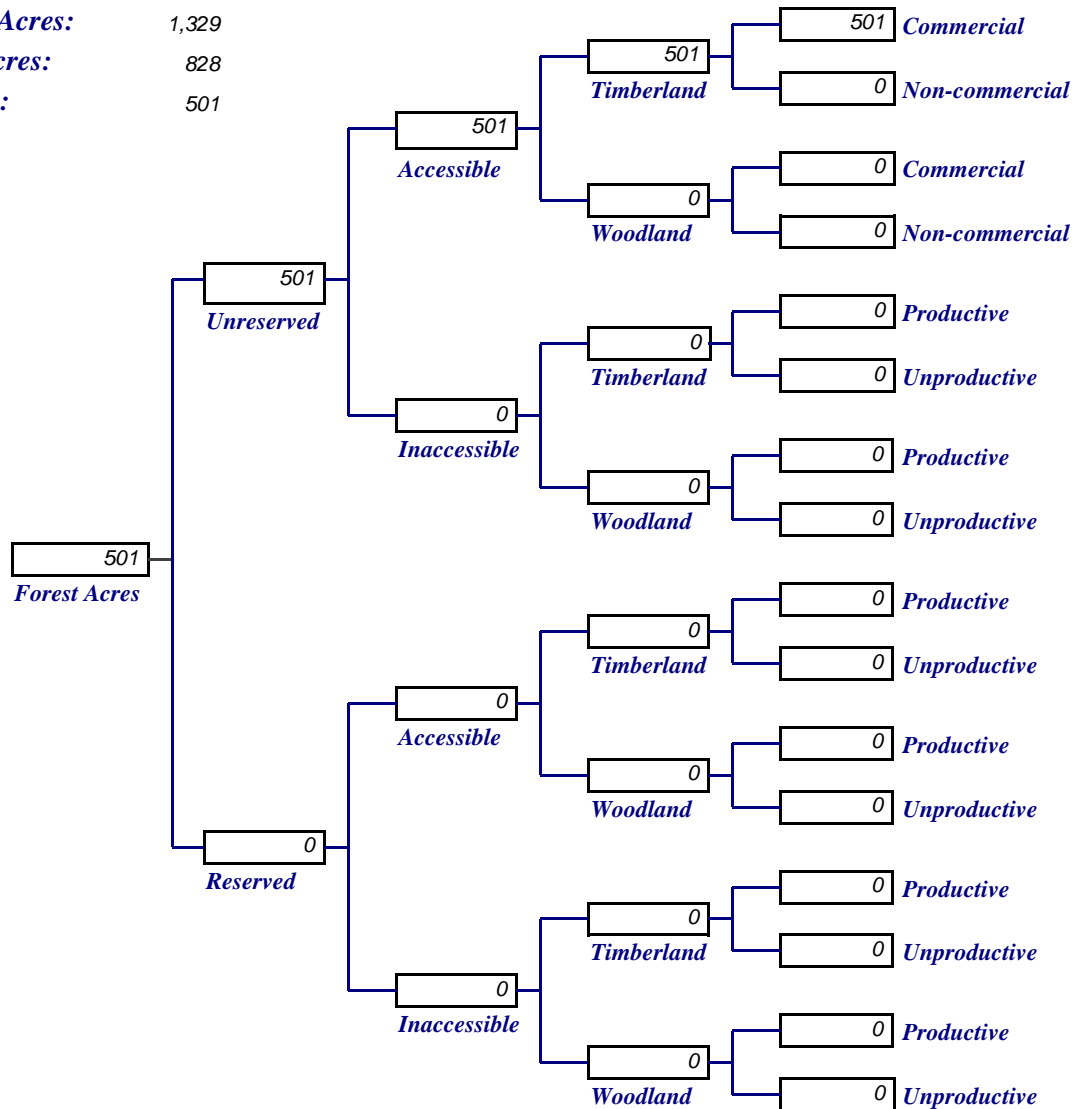 Acres: 1,329
cres: 828
: 501
501 Commercial
501
Timberland
0 Non-commercial
501
Accessible
0 Commercial
0
Woodland
0 Non-commercial
501
Unreserved
0 Productive
0
Timberland
0 Unproductive
0
Inaccessible
0 Productive
0
Woodland
0 Unproductive
501
Forest Acres
0 Productive
0
Timberland
0 Unproductive
0
Accessible
0 Productive
0
Woodland
0 Unproductive
0
Reserved
0 Productive
0
Timberland
0 Unproductive
0
Inaccessible
0 Productive
0
Woodland
0 Unproductive